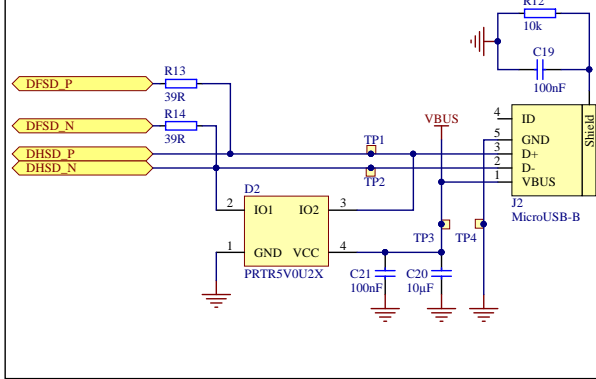 R12
10k
C19
100nF
R13
DFSD_P
39R
R14
DFSD_N
39R
VBUS
4 ID
5 GND
3 D+
2 D-
1 VBUS
Shield
J2
MicroUSB-B
DHSD_P
DHSD_N
TP1
TP2
D2
2 IO1 IO2 3
1 GND VCC 4
PRTR5V0U2X
TP3 TP4
C21
100nF
C20
10µF